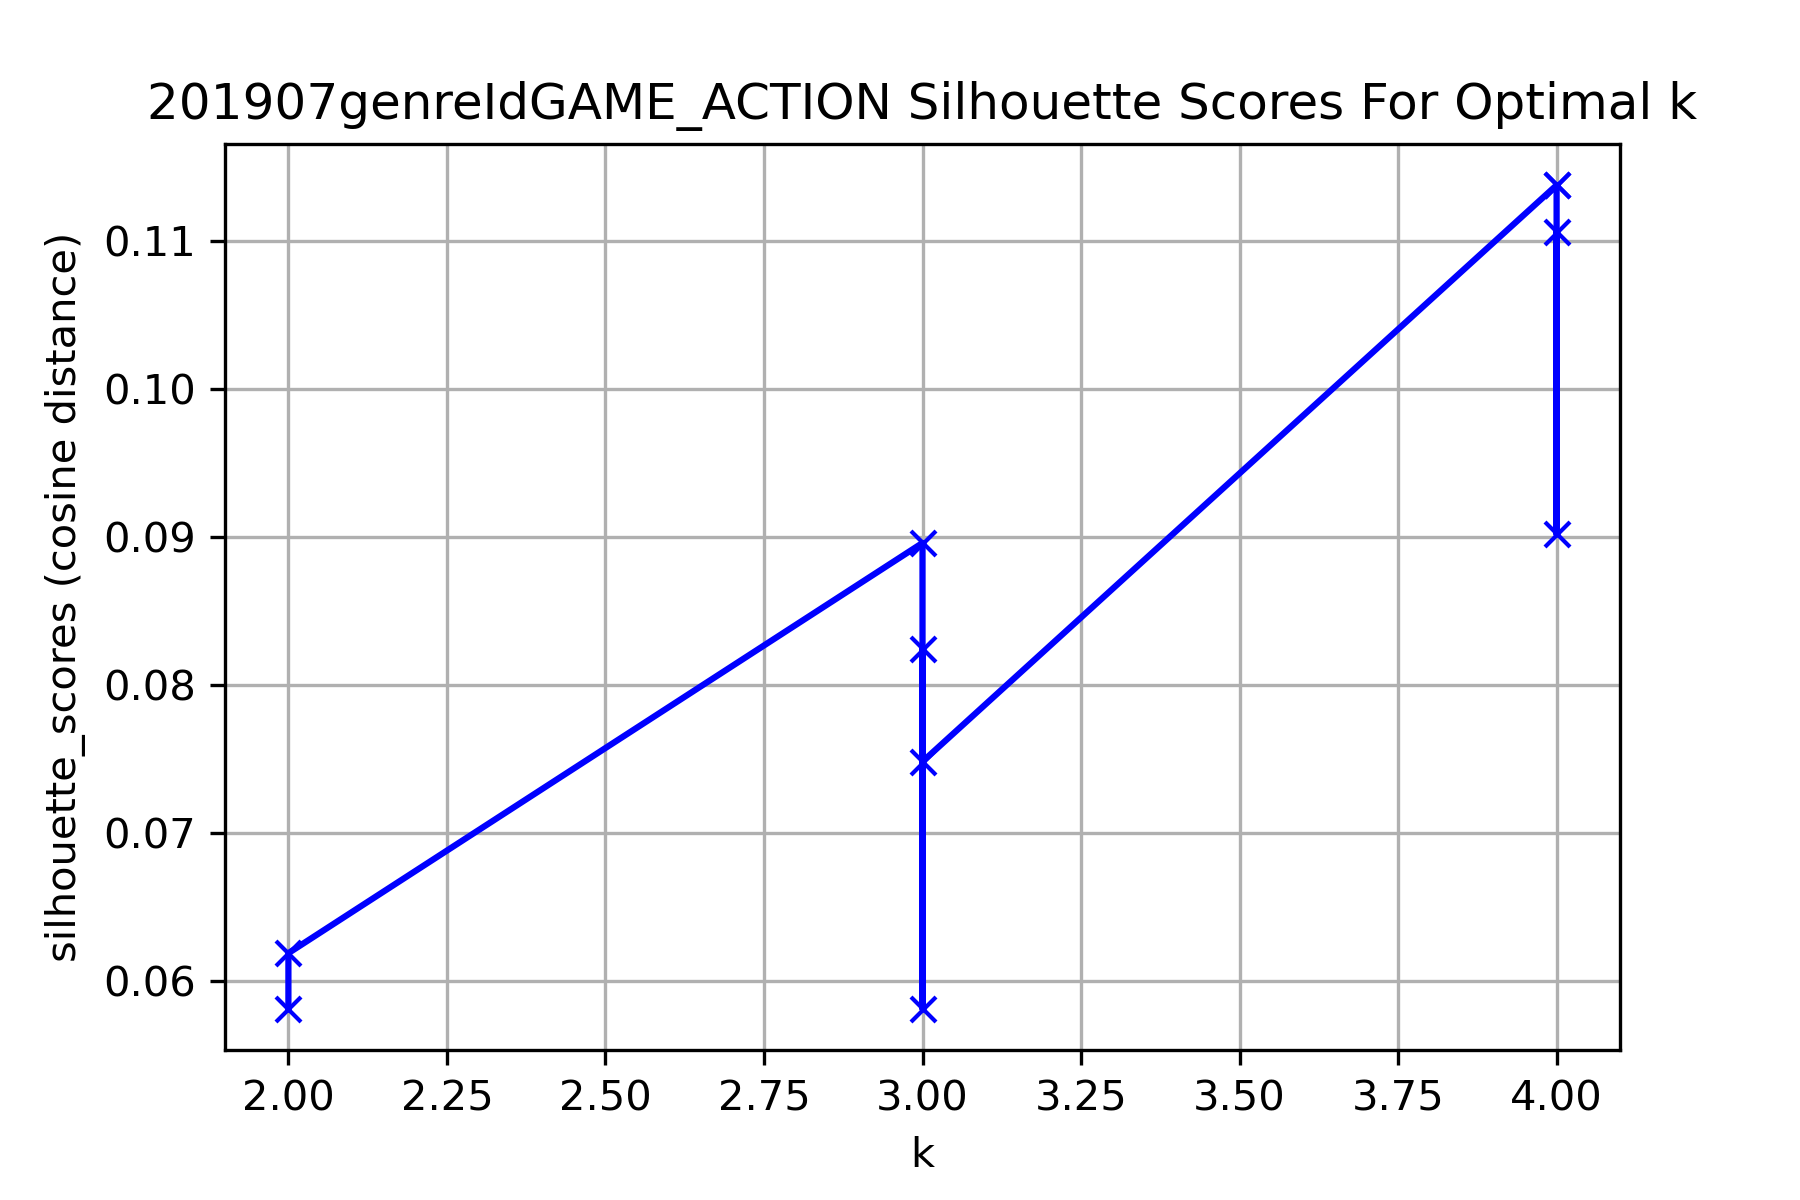 201907genreIdGAME_ACTION Silhouette Scores For Optimal k
silhouette_scores (cosine distance)
0.11
0.10
0.09
0.08
0.07
0.06
2.00 2.25 2.50 2.75 3.00 3.25 3.50 3.75 4.00
k